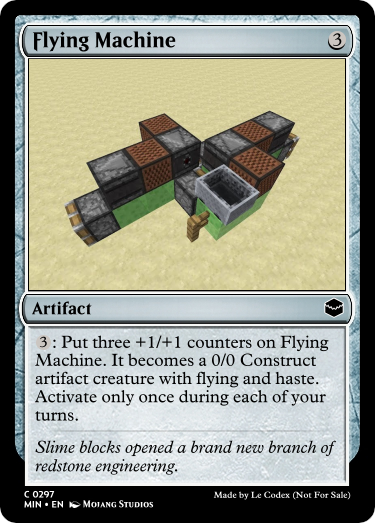 Flying Machine 3
Artifact
3: Put three +1/+1 counters on Flying
Machine. It becomes a 0/0 Construct
artifact creature with flying and haste.
Activate only once during each of your
turns.
Slime blocks opened a brand new branch of
redstone engineering.
C 0297
MIN • EN Mojang Studios
Made by Le Codex (Not For Sale)